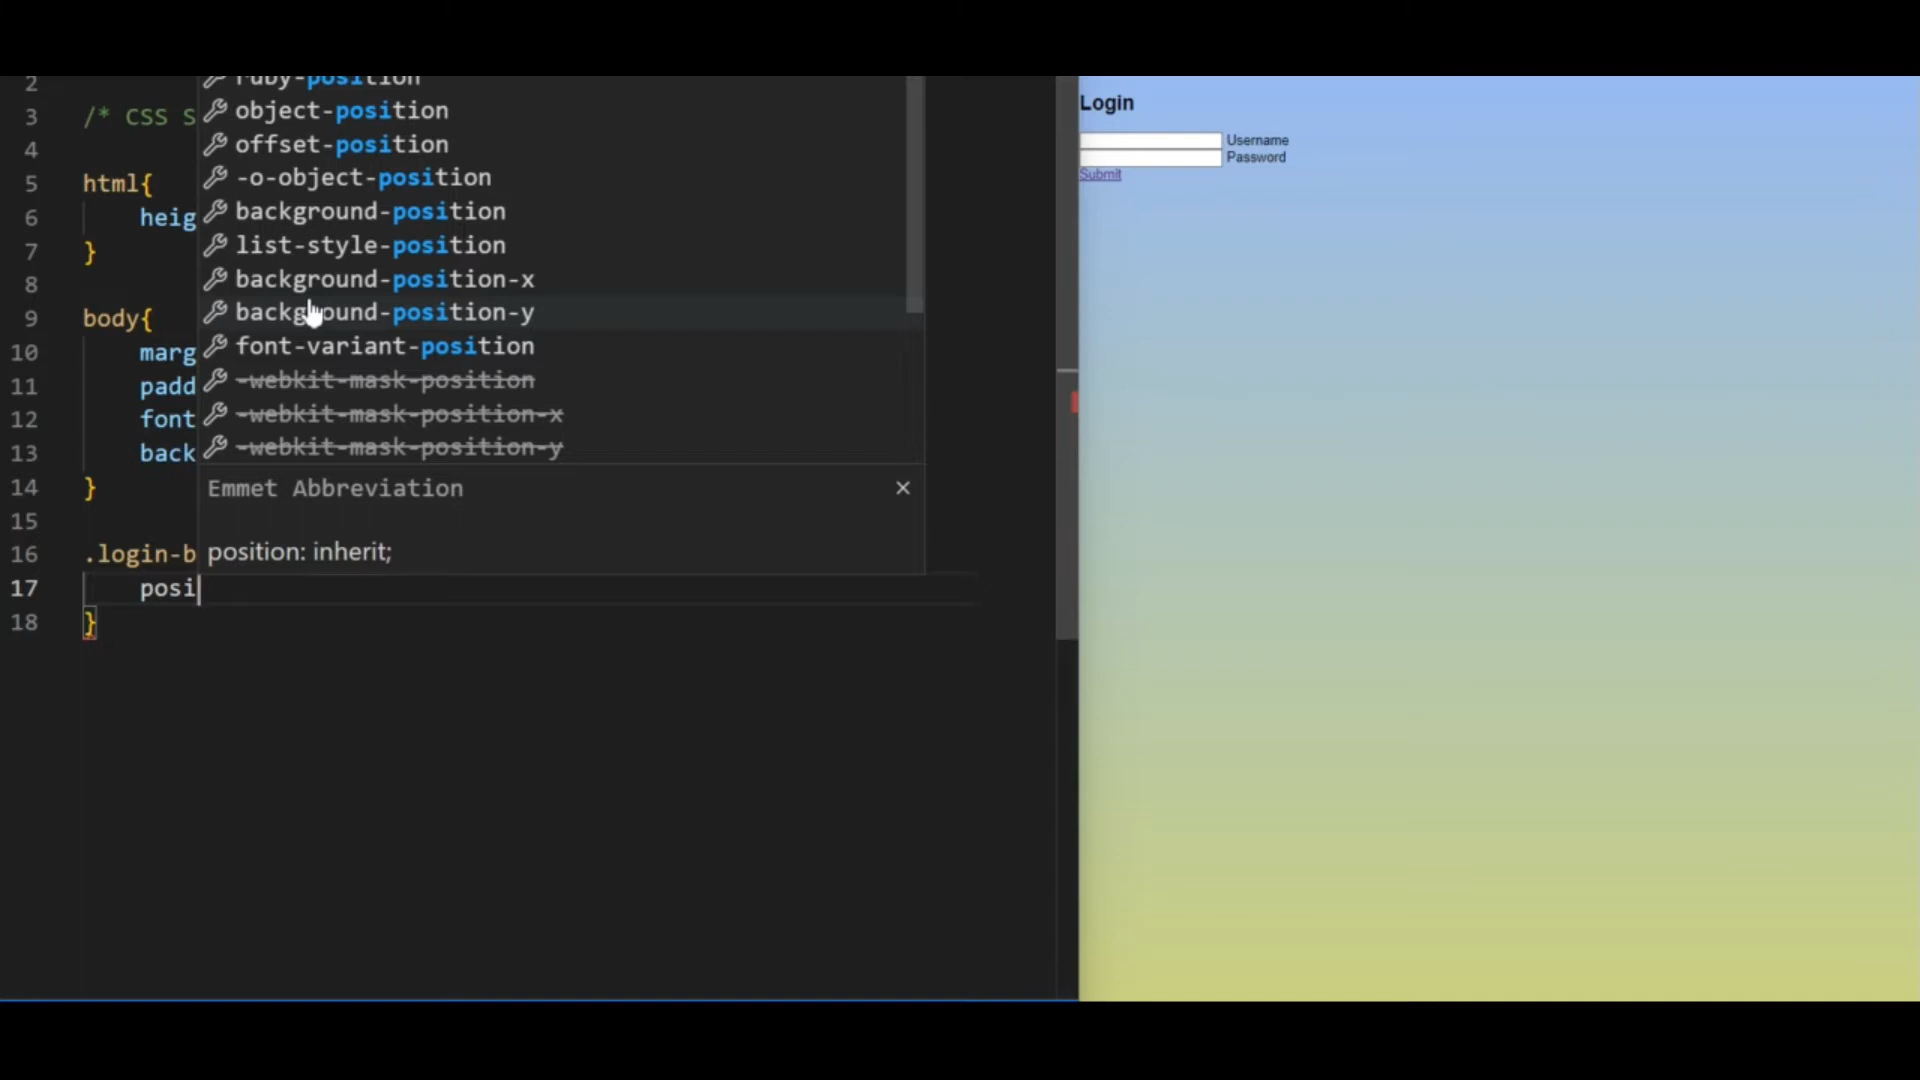 2
3 /* CSS S
4
5 html{
6 heig
7 }
8
9 body{
10 marg
11 padd
12 font
13 back
14 }
15
16 .login-b
17 posi
18 }
ruby-position
object-position
offset-position
-o-object-position
background-position
list-style-position
background-position-x
background-position-y
font-variant-position
-webkit-mask-position
-webkit-mask-position-x
-webkit-mask-position-y
Emmet Abbreviation
position: inherit;
Login
Username
Password
Submit